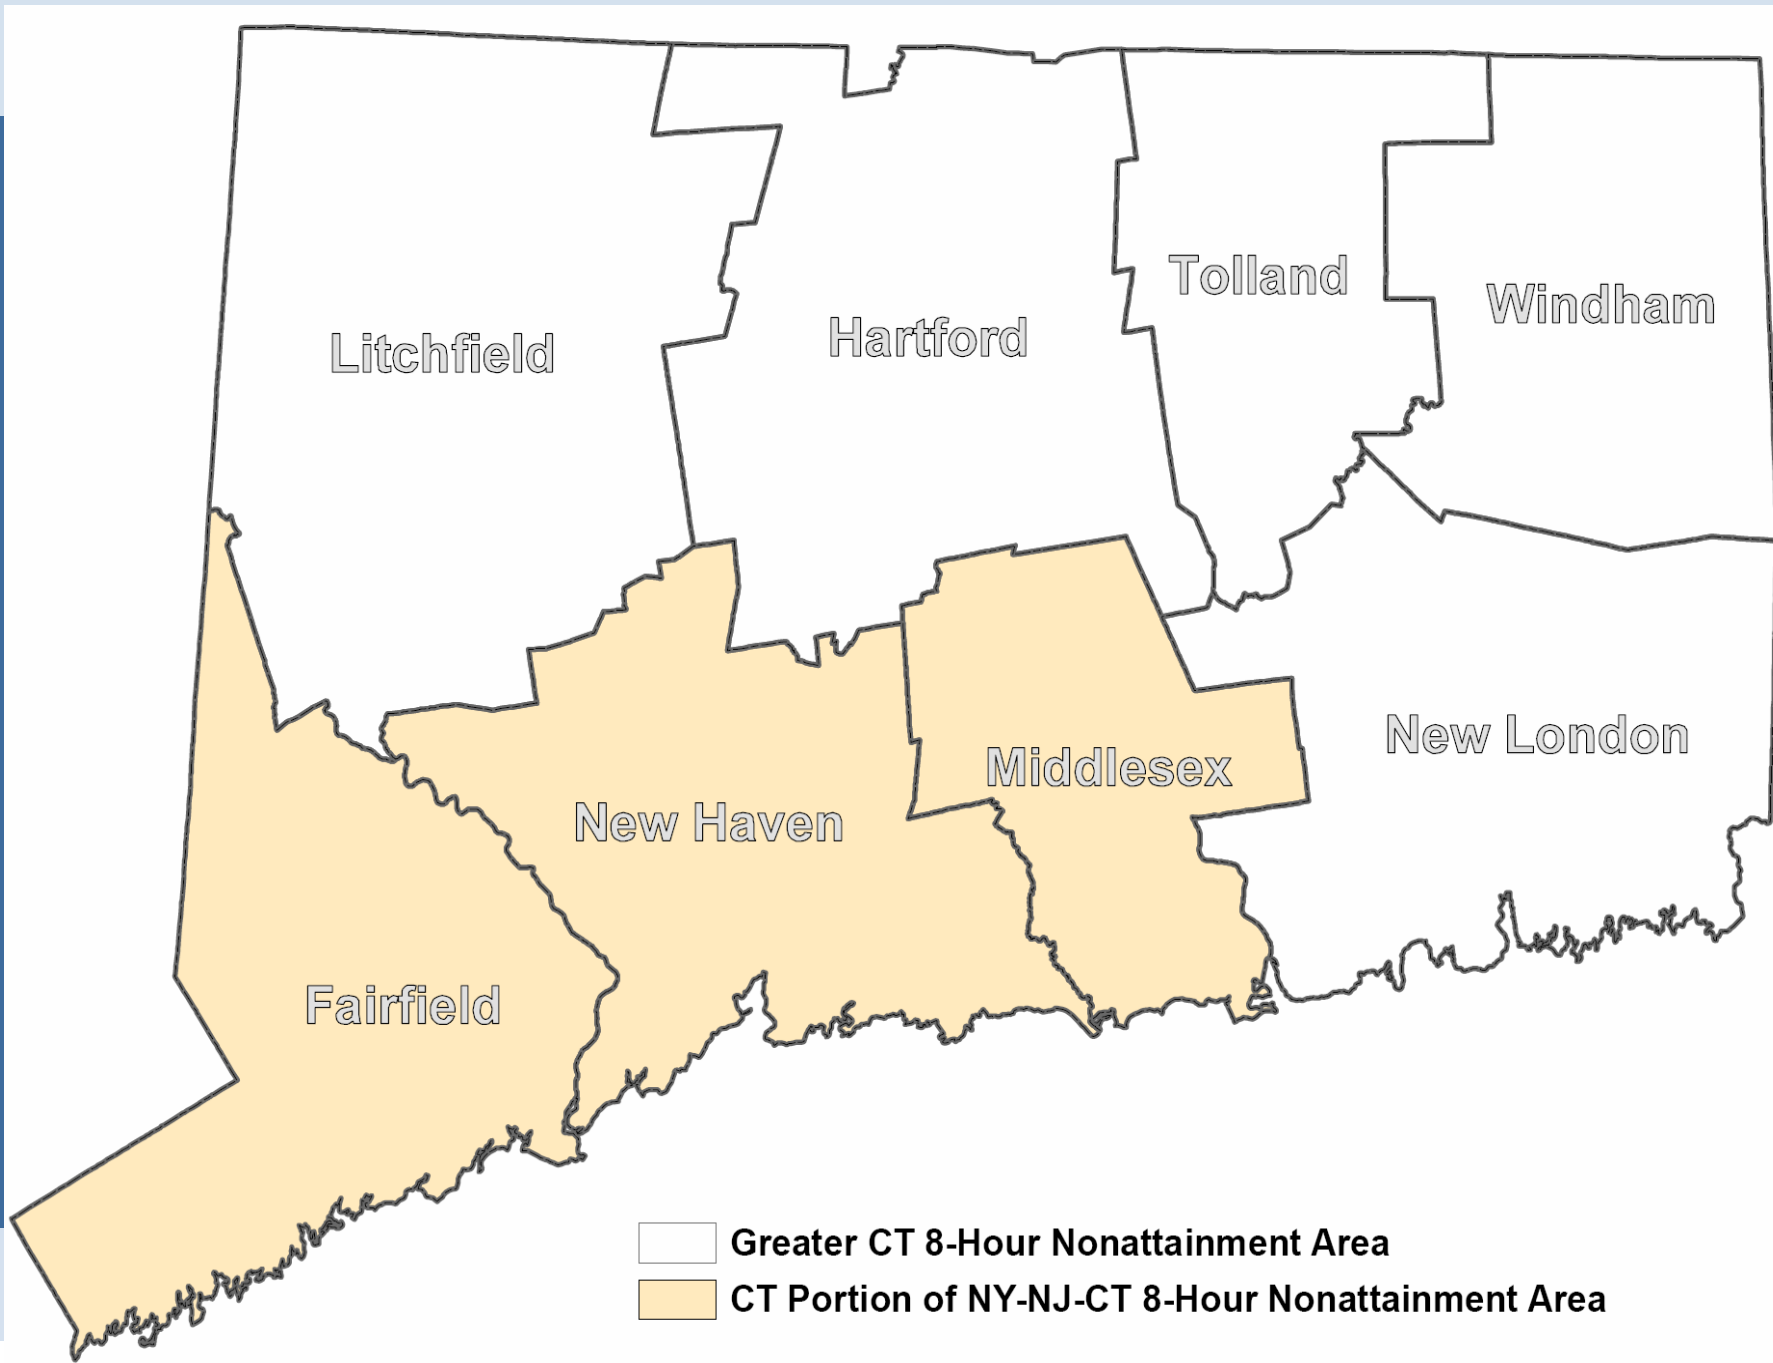 Tolland
Windham
Hartford
Litchfield
New London
Middlesex
New Haven
Fairfield
Greater CT 8-Hour Nonattainment Area
CT Portion of NY-NJ-CT 8-Hour Nonattainment Area